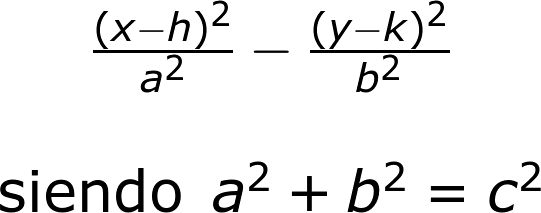 (x−h)²/a² − (y−k)²/b²
siendo a² + b² = c²